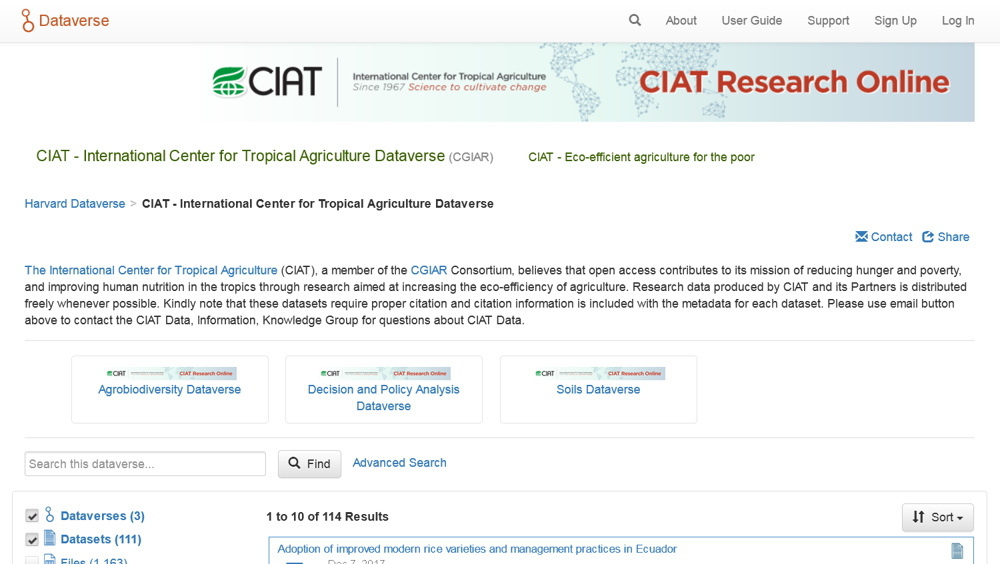 Dataverse
About
User Guide
Support
Sign Up
Log In
CIAT
International Center for Tropical Agriculture
Since 1967 Science to cultivate change
CIAT Research Online
CIAT - International Center for Tropical Agriculture Dataverse (CGIAR)
CIAT - Eco-efficient agriculture for the poor
Harvard Dataverse > CIAT - International Center for Tropical Agriculture Dataverse
Contact
Share
The International Center for Tropical Agriculture (CIAT), a member of the CGIAR Consortium, believes that open access contributes to its mission of reducing hunger and poverty,
and improving human nutrition in the tropics through research aimed at increasing the eco-efficiency of agriculture. Research data produced by CIAT and its Partners is distributed
freely whenever possible. Kindly note that these datasets require proper citation and citation information is included with the metadata for each dataset. Please use email button
above to contact the CIAT Data, Information, Knowledge Group for questions about CIAT Data.
CIAT
CIAT Research Online
Agrobiodiversity Dataverse
CIAT
CIAT Research Online
Decision and Policy Analysis
Dataverse
CIAT
CIAT Research Online
Soils Dataverse
Search this dataverse...
Find
Advanced Search
Dataverses (3)
Datasets (111)
Files (1,163)
1 to 10 of 114 Results
Sort
Adoption of improved modern rice varieties and management practices in Ecuador
Dec 7, 2017